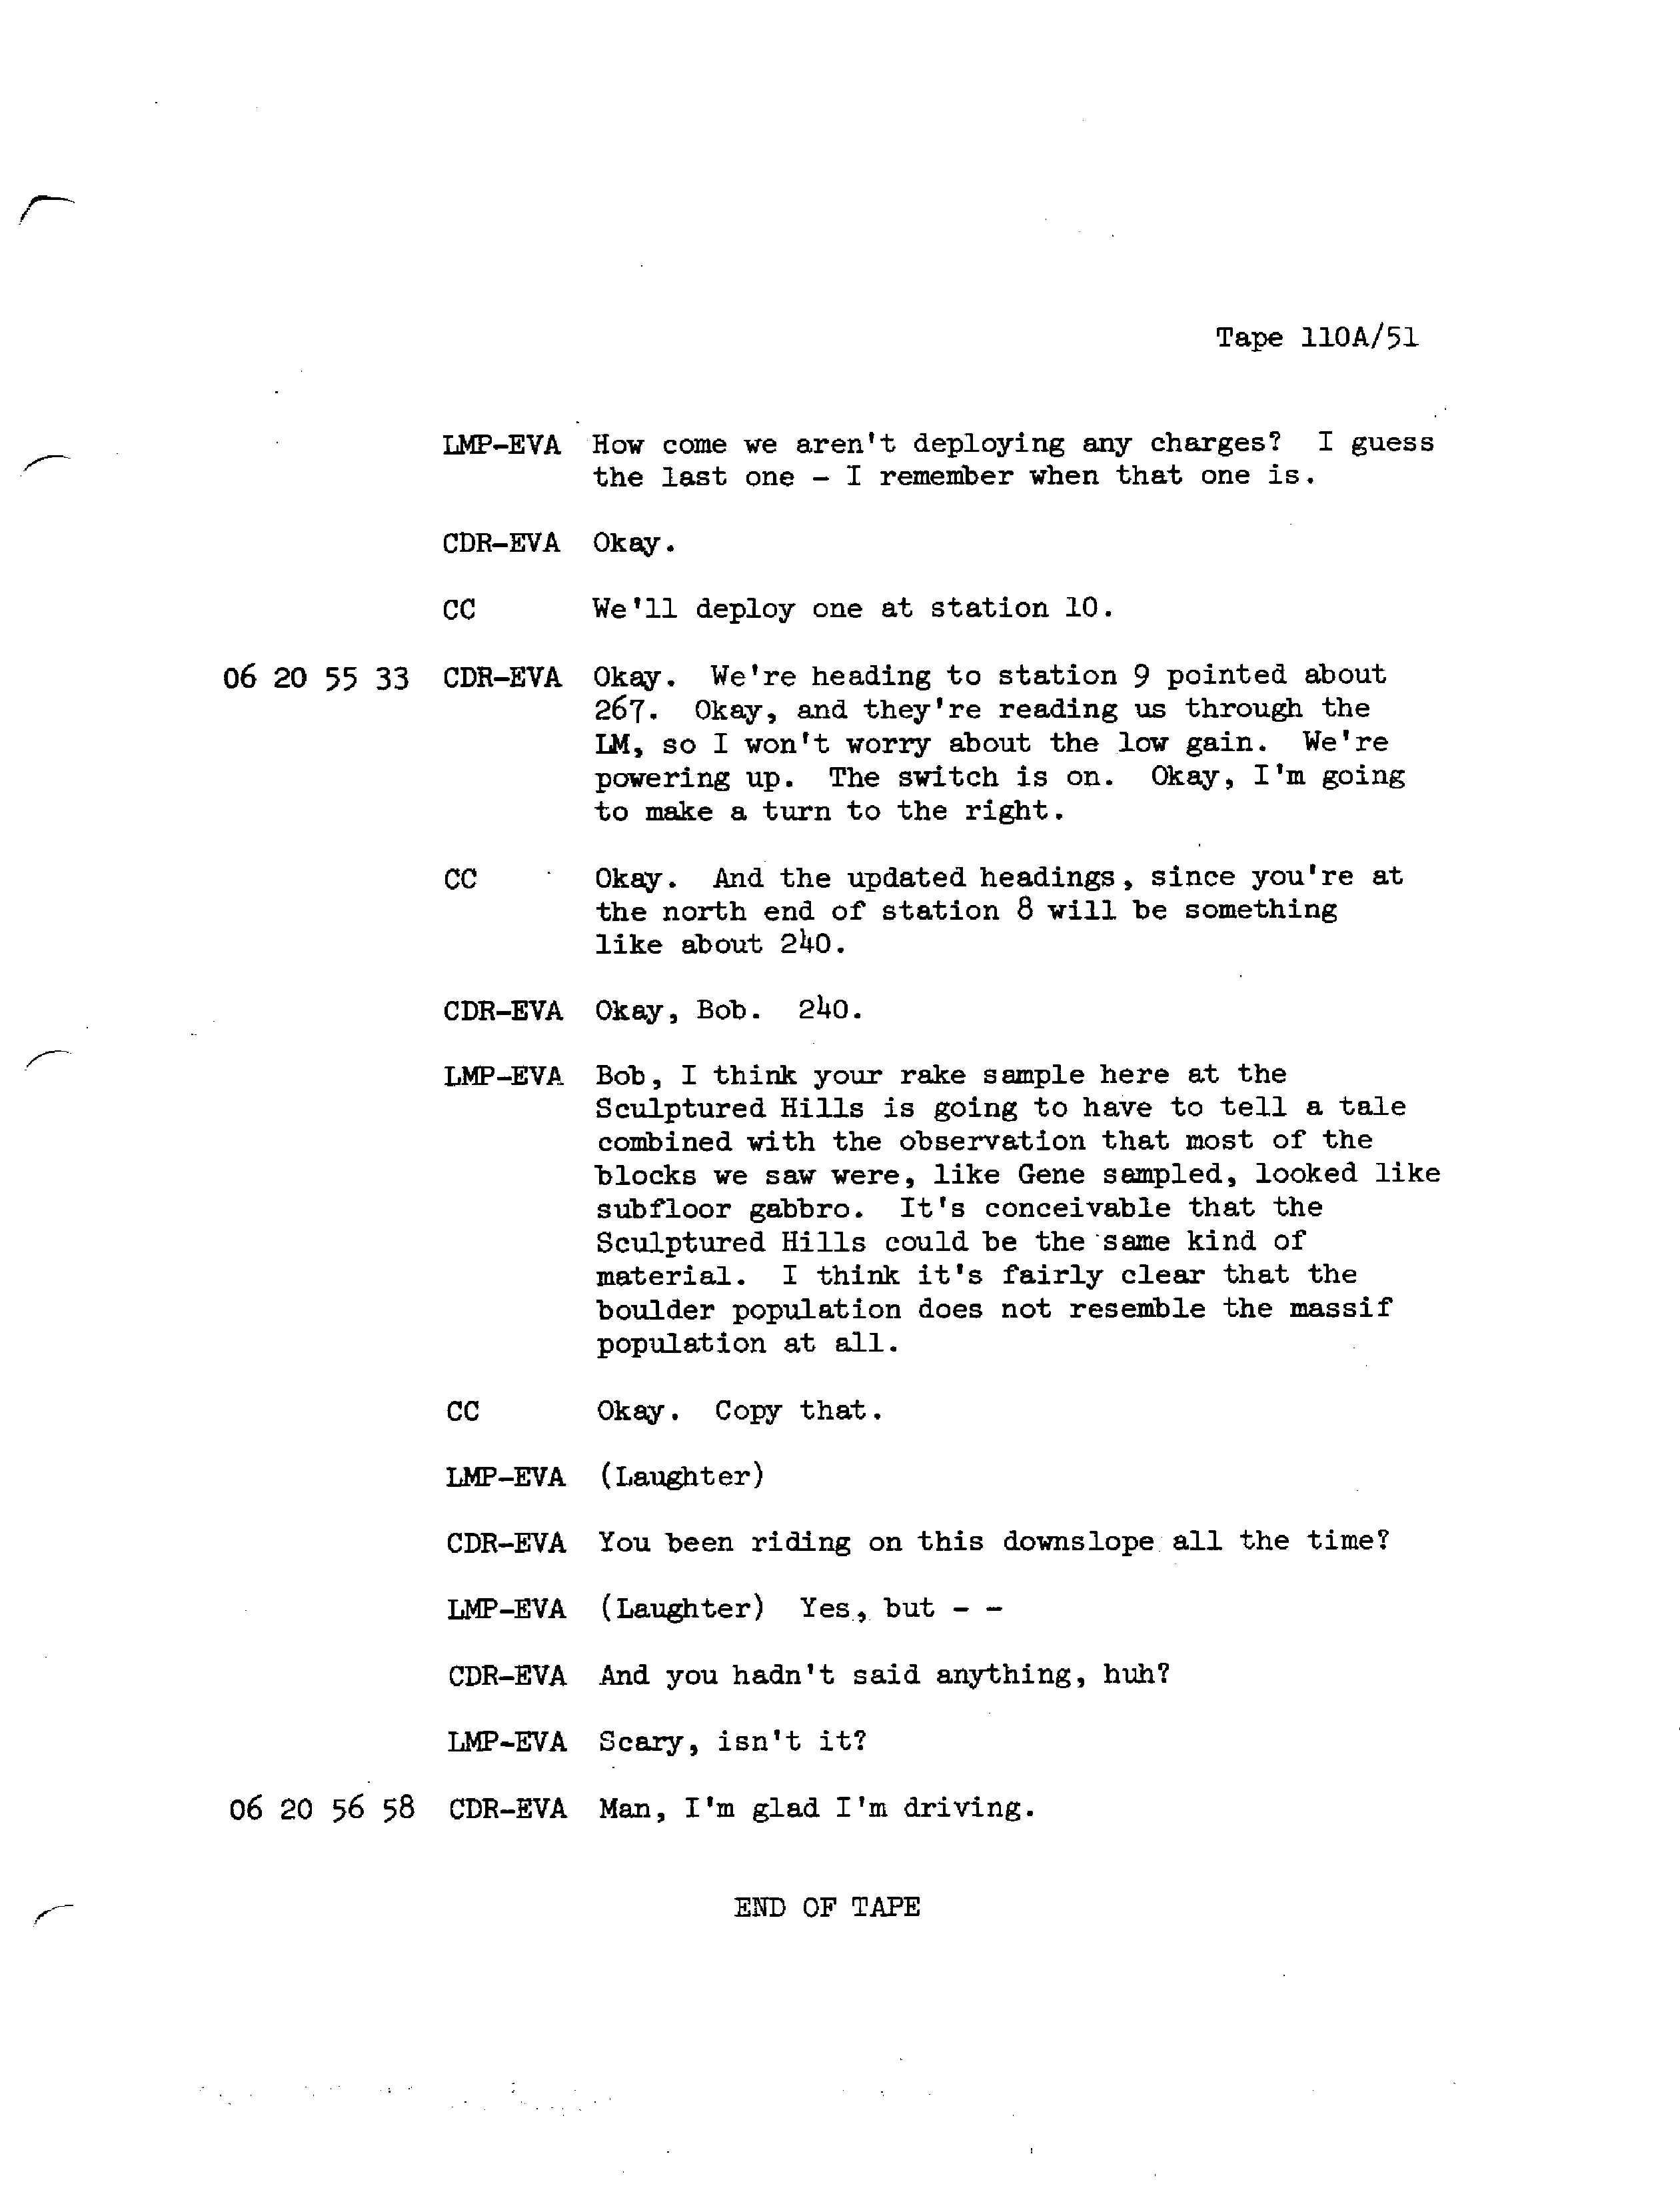 Tape 110A/51
LMP-EVA How come we aren't deploying any charges? I guess
the last one - I remember when that one is.
CDR-EVA Okay.
CC We'll deploy one at station 10.
06 20 55 33 CDR-EVA Okay. We're heading to station 9 pointed about
267. Okay, and they're reading us through the
LM, so I won't worry about the low gain. We're
powering up. The switch is on. Okay, I'm going
to make a turn to the right.
CC Okay. And the updated headings, since you're at
the north end of station 8 will be something
like about 240.
CDR-EVA Okay, Bob. 240.
LMP-EVA Bob, I think your rake sample here at the
Sculptured Hills is going to have to tell a tale
combined with the observation that most of the
blocks we saw were, like Gene sampled, looked like
subfloor gabbro. It's conceivable that the
Sculptured Hills could be the same kind of
material. I think it's fairly clear that the
boulder population does not resemble the massif
population at all.
CC Okay. Copy that.
LMP-EVA (Laughter)
CDR-EVA You been riding on this downslope all the time?
LMP-EVA (Laughter) Yes, but - -
CDR-EVA And you hadn't said anything, huh?
LMP-EVA Scary, isn't it?
06 20 56 58 CDR-EVA Man, I'm glad I'm driving.
END OF TAPE